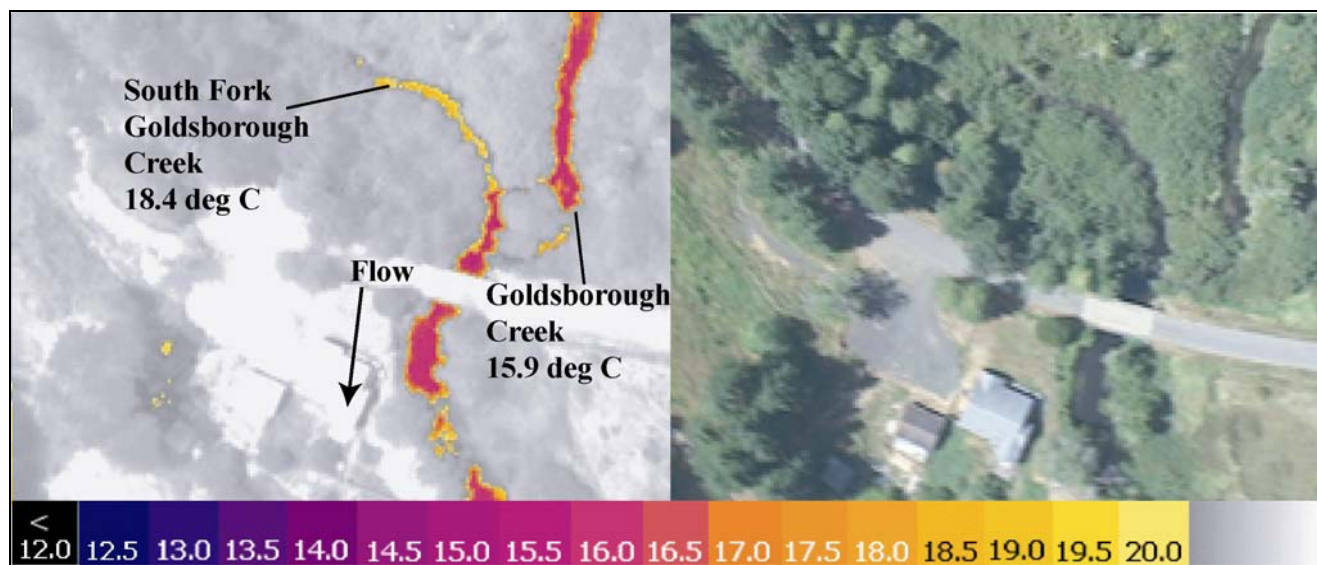 South Fork
Goldsborough
Creek
18.4 deg C
Flow
Goldsborough
Creek
15.9 deg C
<
12.0 12.5 13.0 13.5 14.0 14.5 15.0 15.5 16.0 16.5 17.0 17.5 18.0 18.5 19.0 19.5 20.0